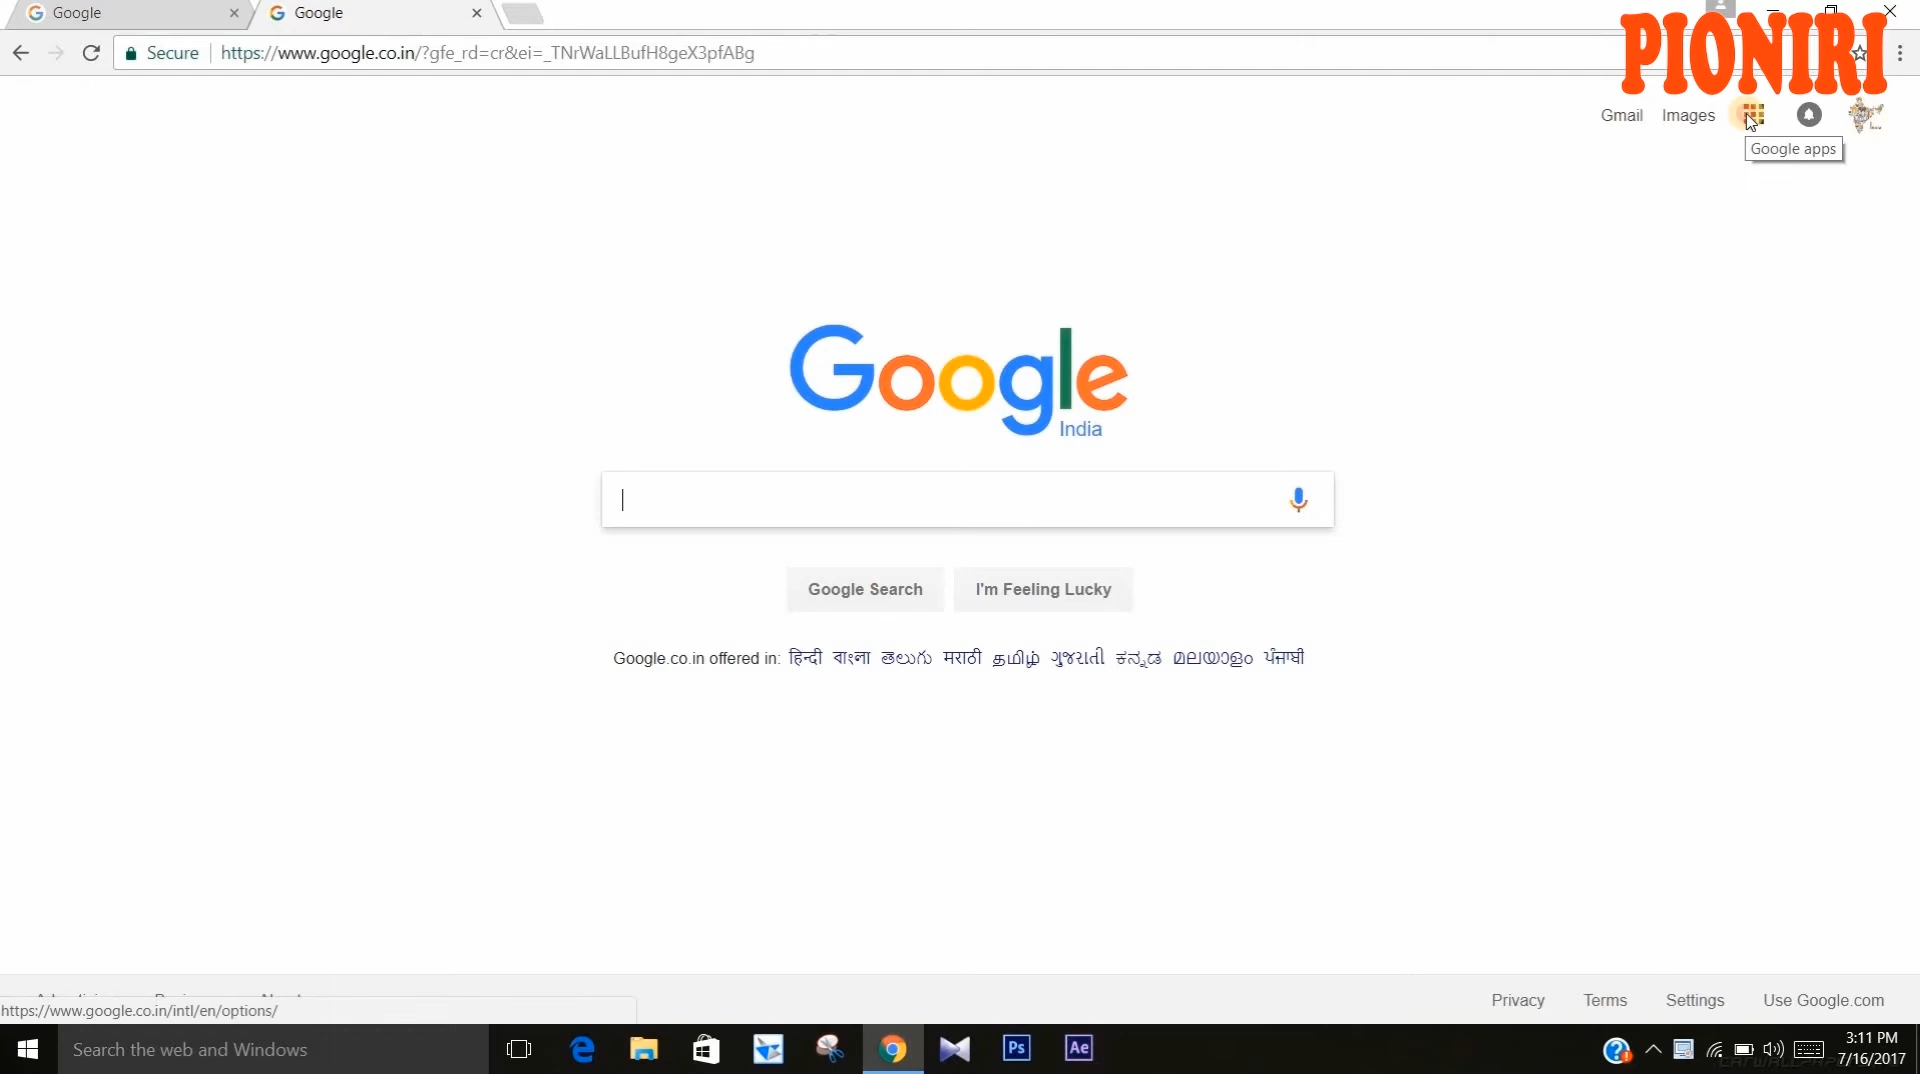 Google
Google
PIONIRI
Secure
https://www.google.co.in/?gfe_rd=cr&ei=_TNrWaLLBufH8geX3pfABg
Gmail Images
Google apps
Google
India
Google Search
I'm Feeling Lucky
Google.co.in offered in: हिन्दी বাংলা తెలుగు मराठी தமிழ் ગુજરાતી ಕನ್ನಡ മലയാളം ਪੰਜਾਬੀ
https://www.google.co.in/intl/en/options/
Privacy Terms Settings Use Google.com
Search the web and Windows
Ps
Ae
3:11 PM
7/16/2017